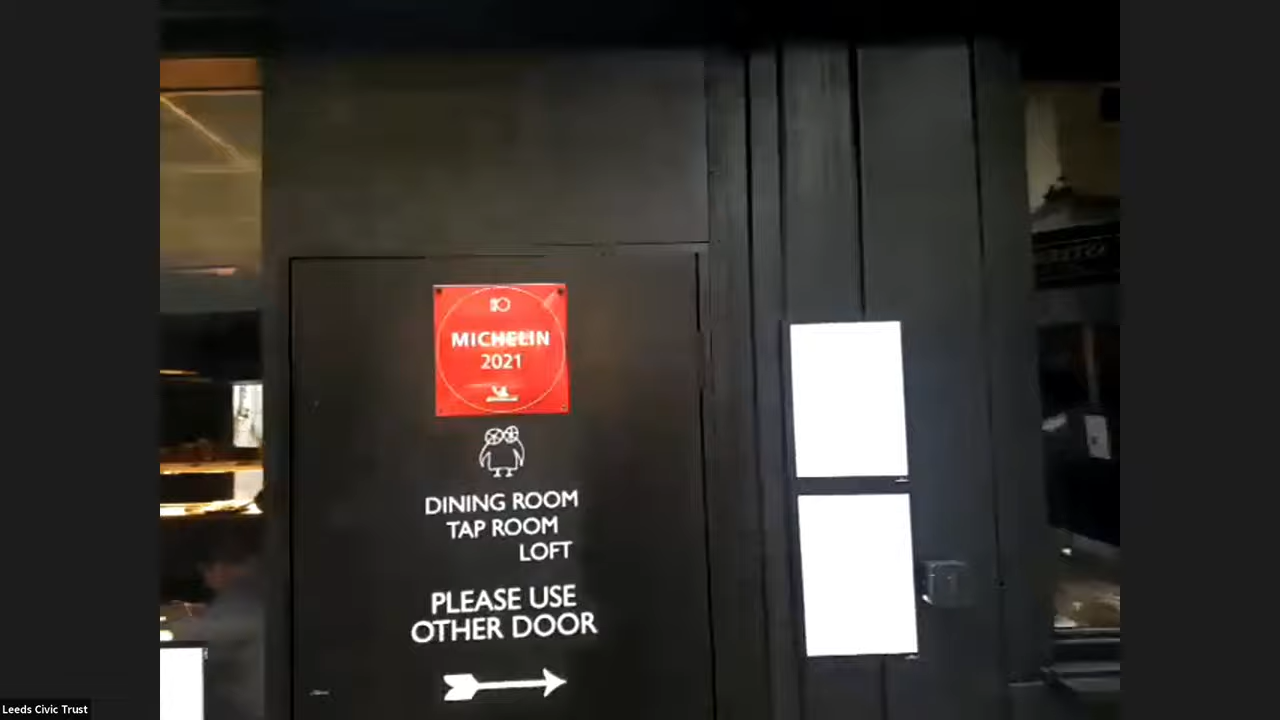 MICHELIN
2021
DINING ROOM
TAP ROOM
LOFT
PLEASE USE
OTHER DOOR
Leeds Civic Trust